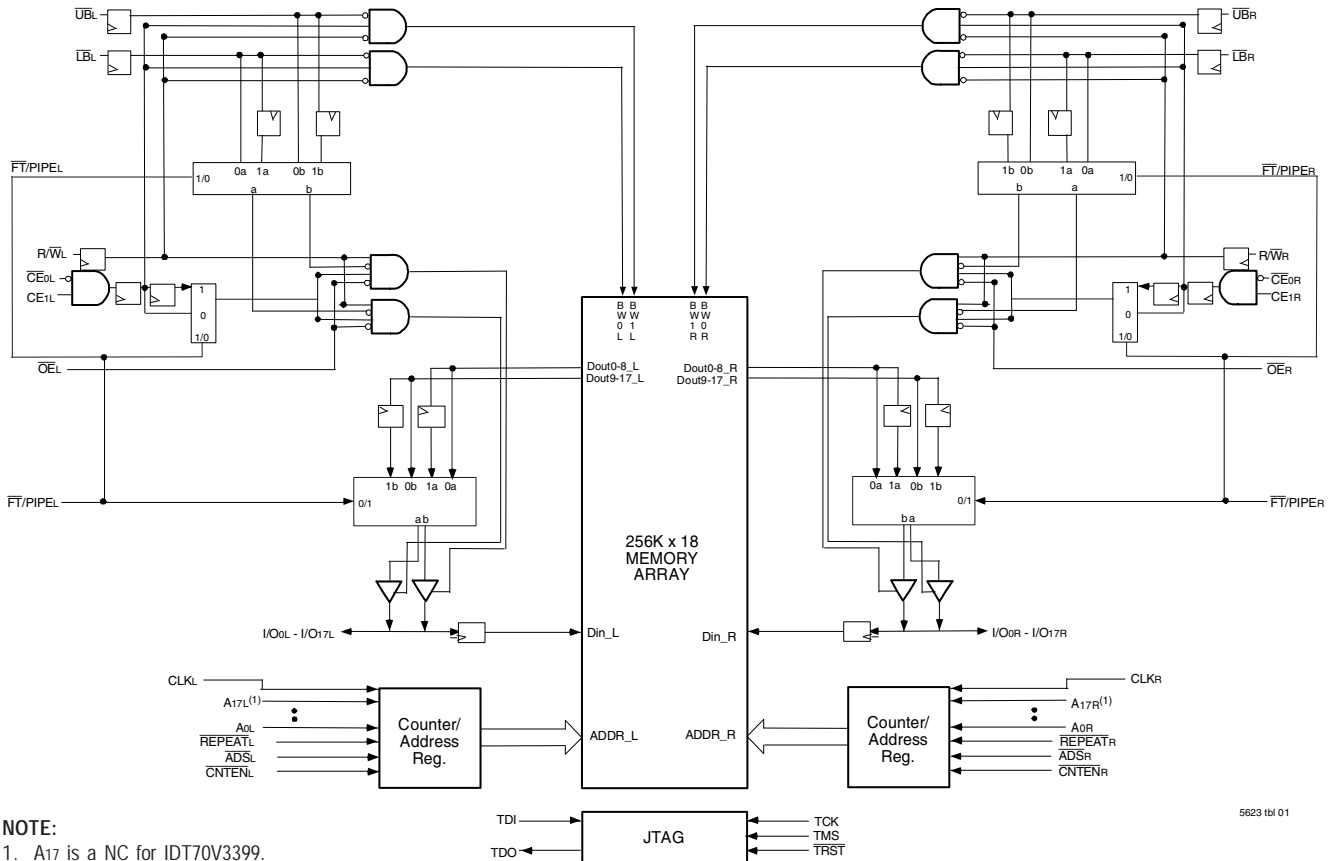 UBL
UBR
LBL
LBR
FT/PIPEL
1/0
0a 1a 0b 1b
a b
1b 0b 1a 0a
b a
1/0
FT/PIPER
R/WL
CE0L
CE1L
1
0
1/0
R/WR
CE0R
CE1R
1
0
1/0
BW0L
BW1L
BW1R
BW0R
OEL
OER
Dout0-8_L
Dout9-17_L
Dout0-8_R
Dout9-17_R
FT/PIPEL
0/1
1b 0b 1a 0a
a b
0a 1a 0b 1b
b a
0/1
FT/PIPER
256K x 18
MEMORY
ARRAY
I/O0L - I/O17L
Din_L
Din_R
I/O0R - I/O17R
CLKL
CLKR
A17L(1)
A17R(1)
A0L
A0R
REPEATL
REPEATR
ADSL
ADSR
CNTENL
CNTENR
Counter/
Address
Reg.
ADDR_L
ADDR_R
Counter/
Address
Reg.
TDI
TDO
JTAG
TCK
TMS
TRST
5623 tbl 01
NOTE:
1. A17 is a NC for IDT70V3399.